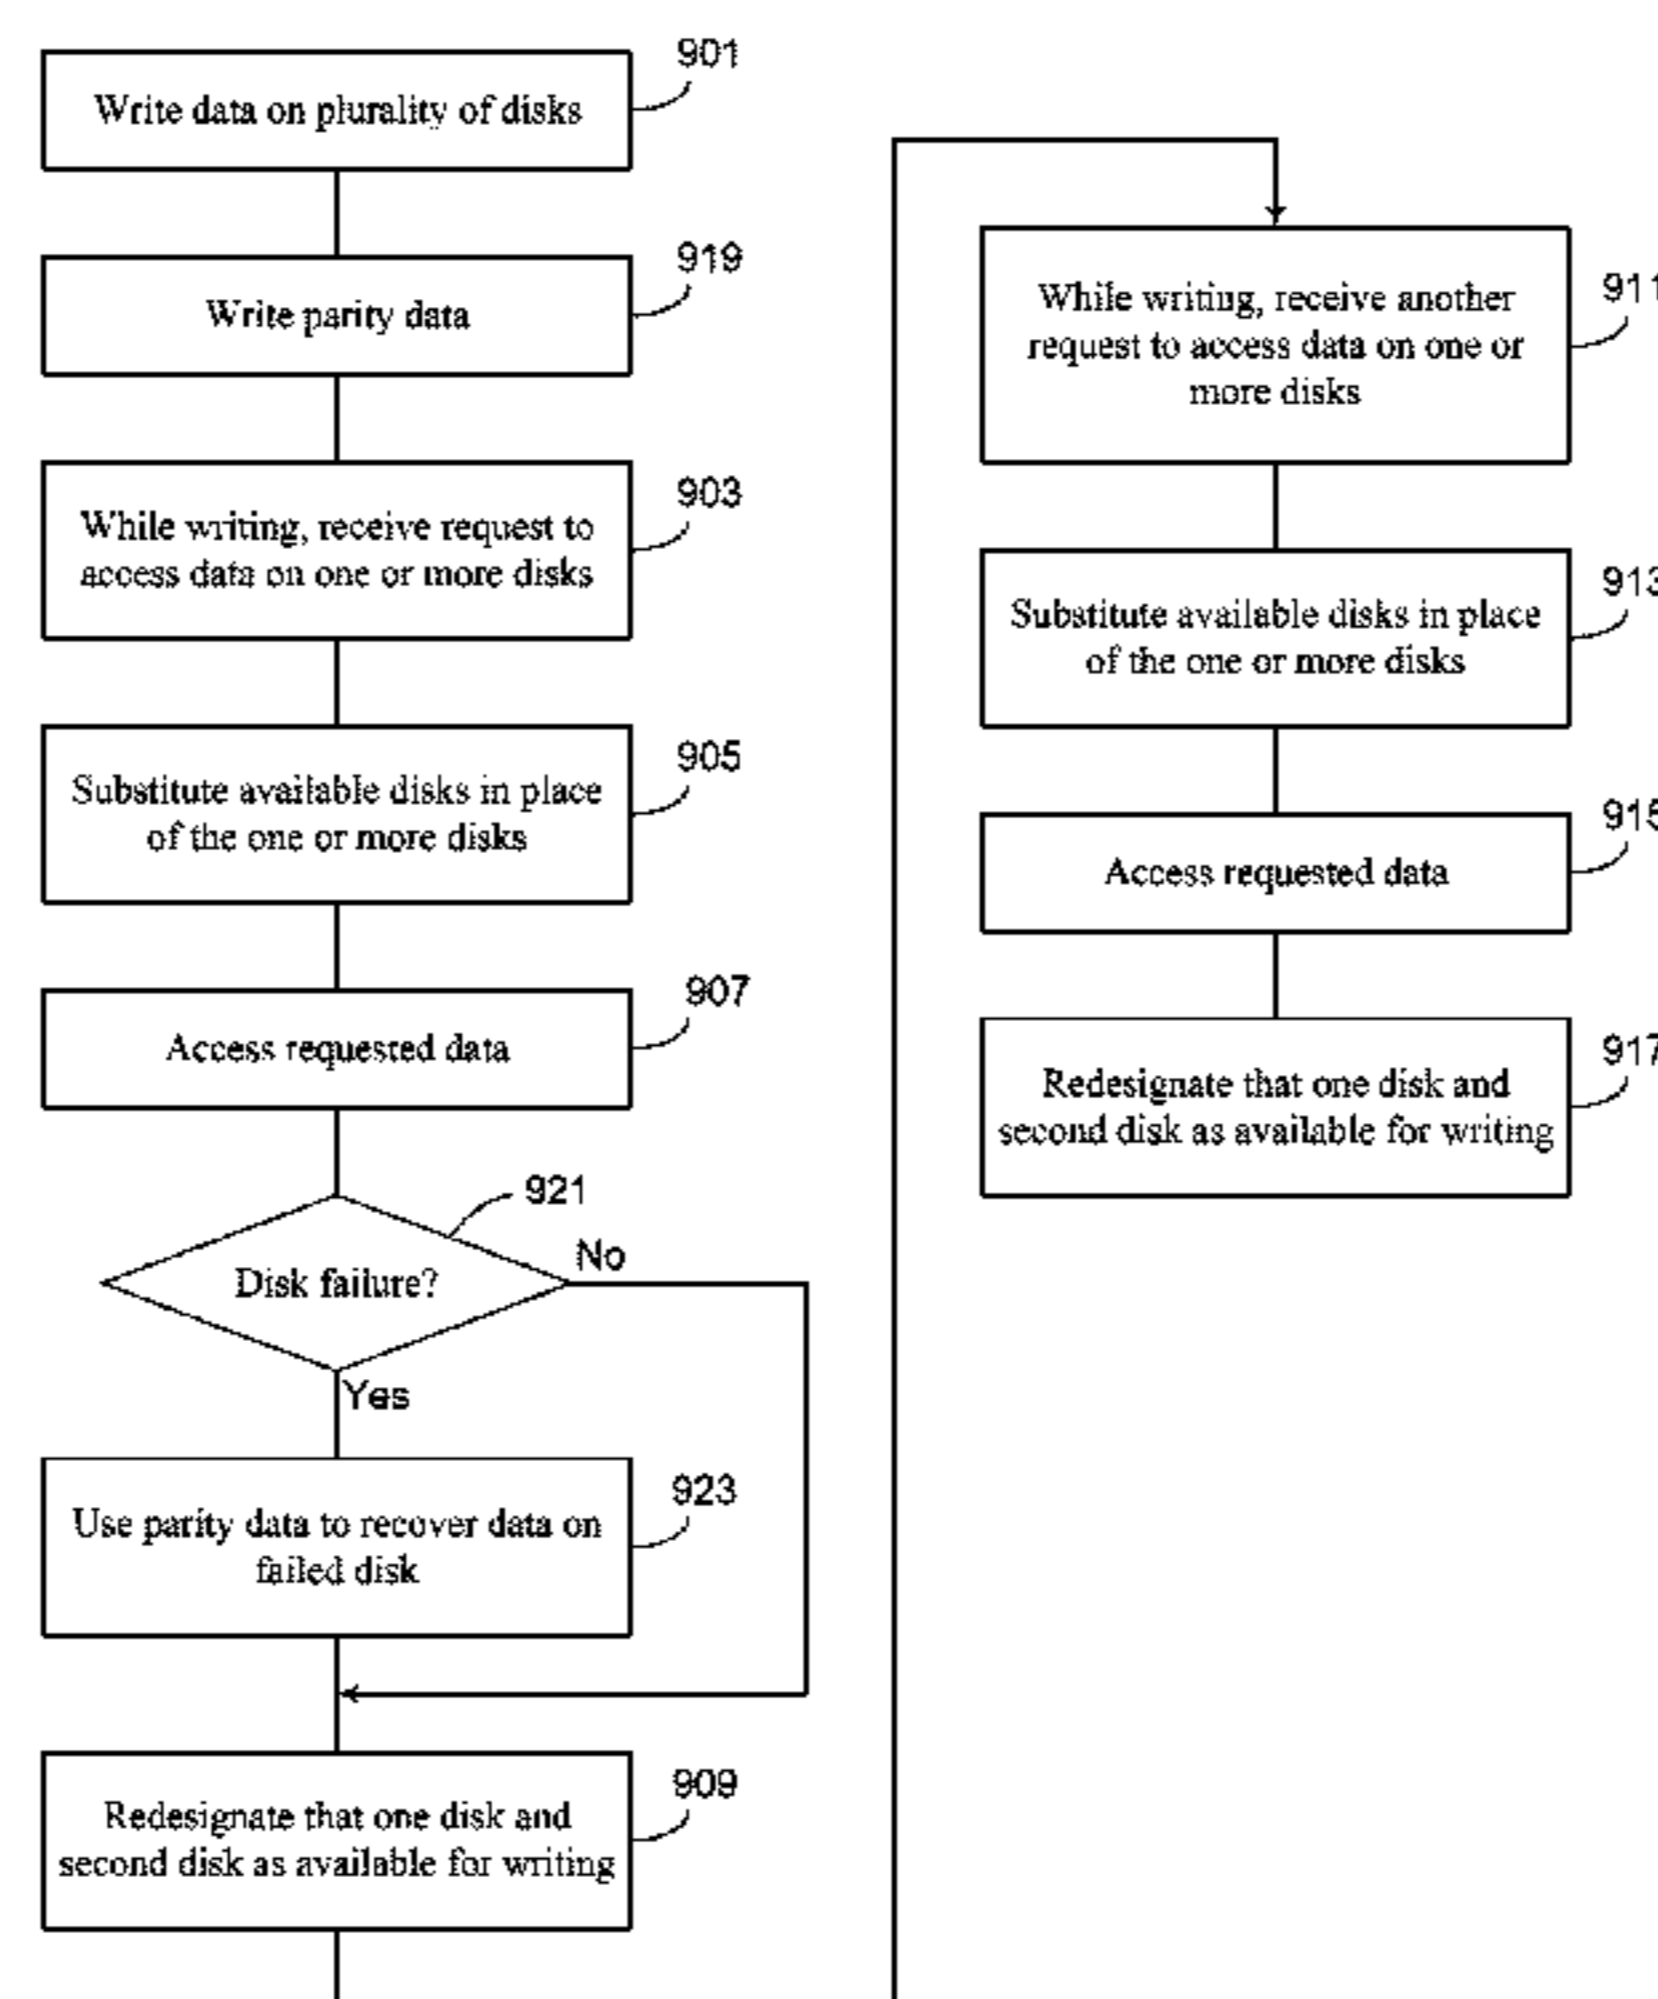 901
Write data on plurality of disks
919
Write parity data
903
While writing, receive request to
access data on one or more disks
905
Substitute available disks in place
of the one or more disks
907
Access requested data
921
Disk failure?
No
Yes
923
Use parity data to recover data on
failed disk
909
Redesignate that one disk and
second disk as available for writing
911
While writing, receive another
request to access data on one or
more disks
913
Substitute available disks in place
of the one or more disks
915
Access requested data
917
Redesignate that one disk and
second disk as available for writing